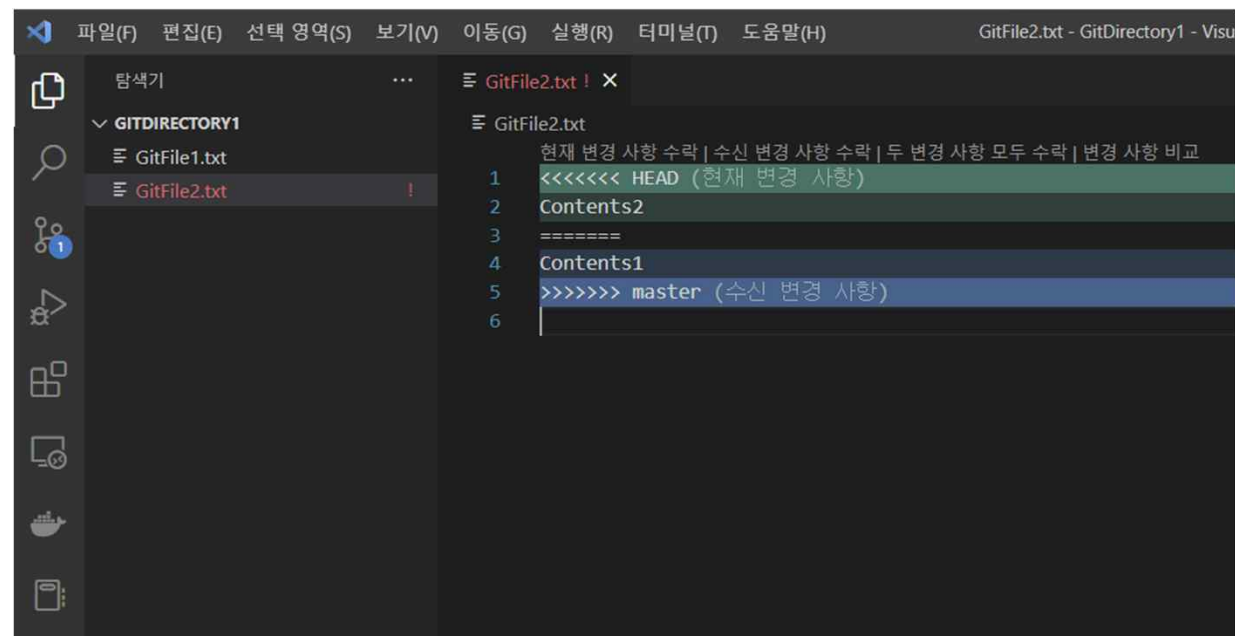 파일(F) 편집(E) 선택 영역(S) 보기(V) 이동(G) 실행(R) 터미널(T) 도움말(H) GitFile2.txt - GitDirectory1 - Visu
탐색기 ···
GITDIRECTORY1
GitFile1.txt
GitFile2.txt !
1
GitFile2.txt !
GitFile2.txt
현재 변경 사항 수락 | 수신 변경 사항 수락 | 두 변경 사항 모두 수락 | 변경 사항 비교
1 <<<<<<< HEAD (현재 변경 사항)
2 Contents2
3 =======
4 Contents1
5 >>>>>>> master (수신 변경 사항)
6